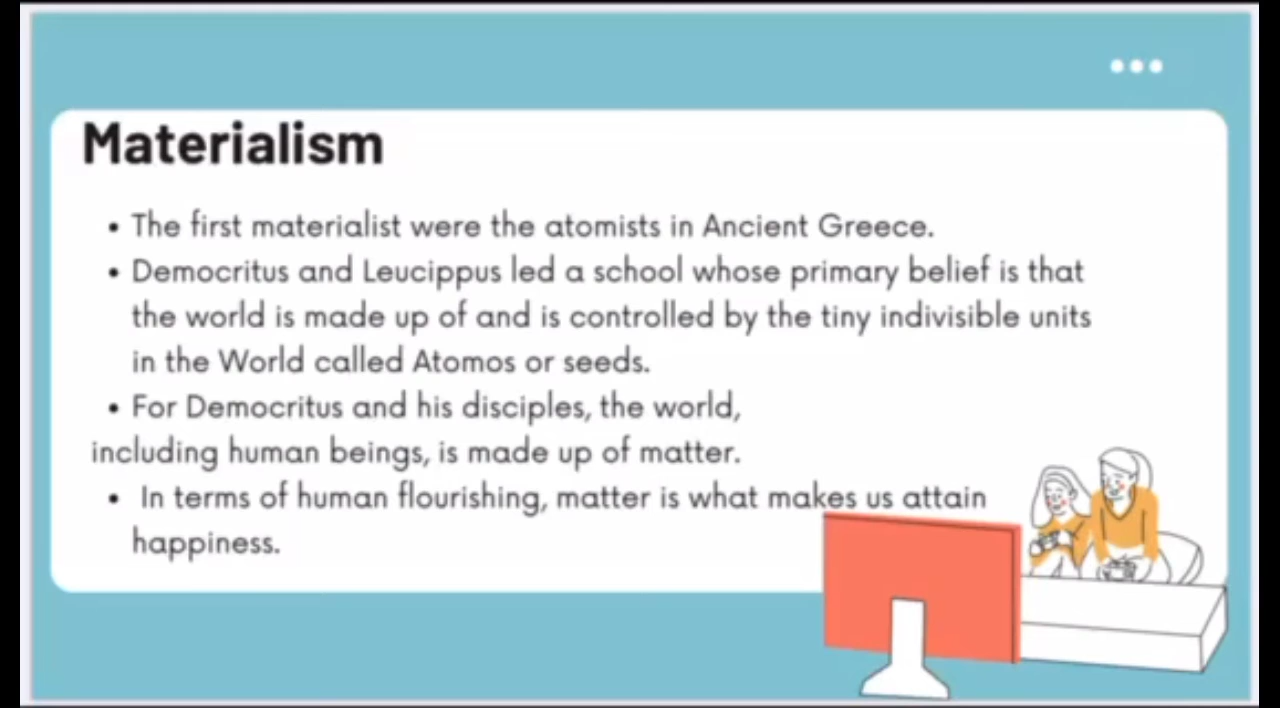 Materialism
• The first materialist were the atomists in Ancient Greece.
• Democritus and Leucippus led a school whose primary belief is that
the world is made up of and is controlled by the tiny indivisible units
in the World called Atomos or seeds.
• For Democritus and his disciples, the world,
including human beings, is made up of matter.
• In terms of human flourishing, matter is what makes us attain
happiness.